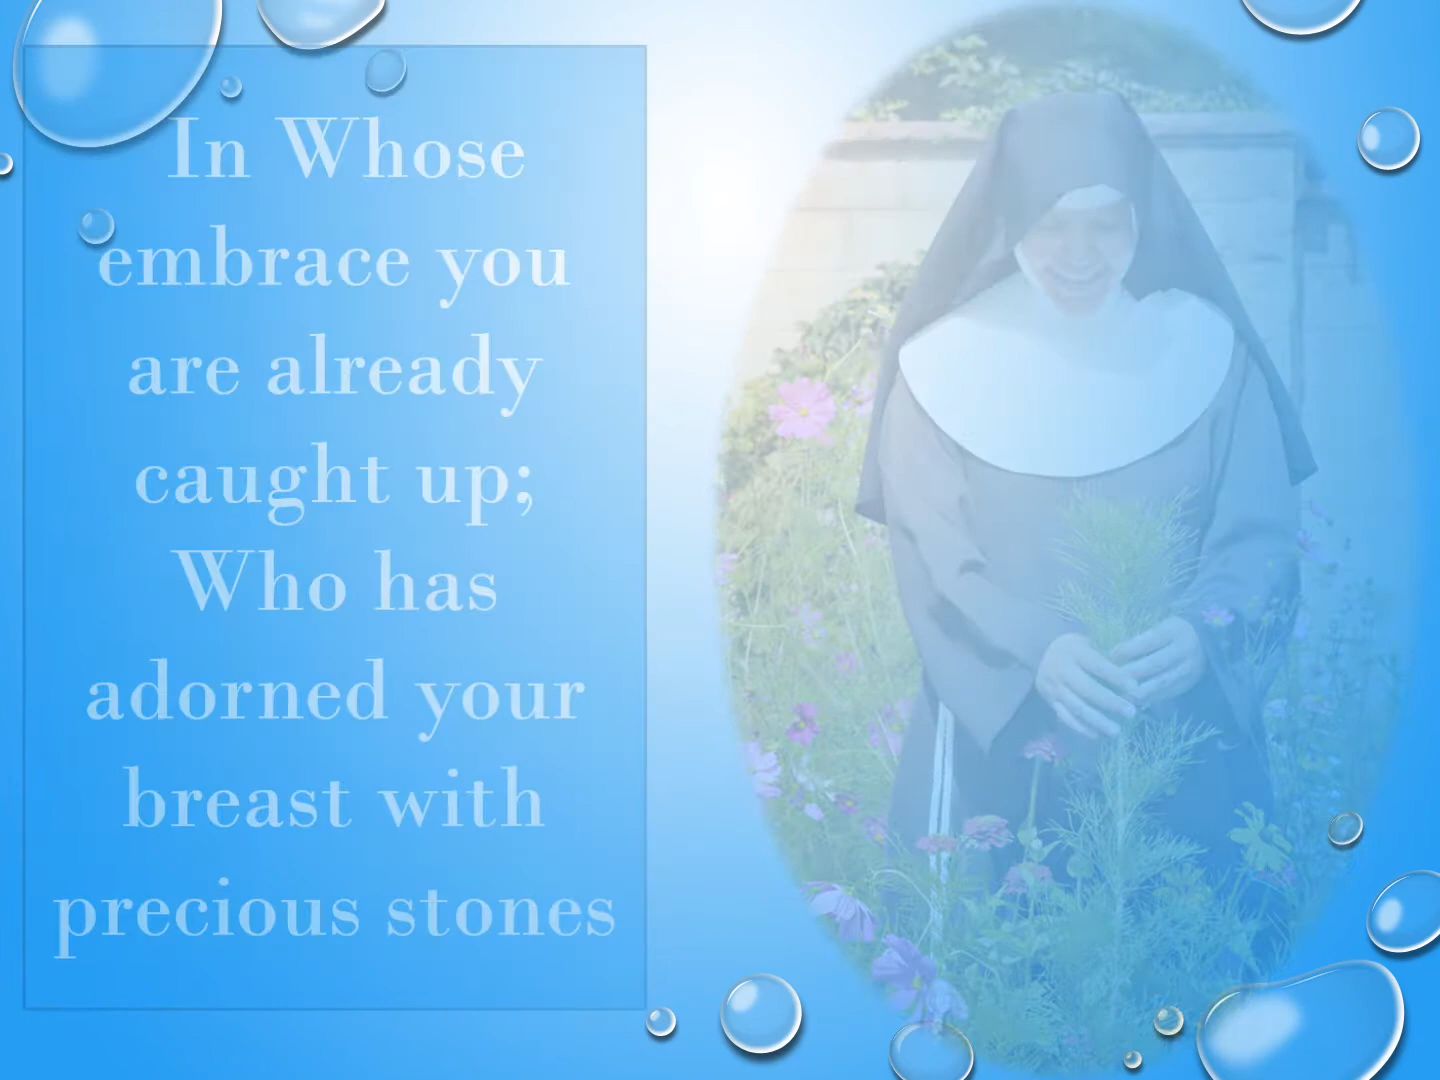 In Whose
embrace you
are already
caught up;
Who has
adorned your
breast with
precious stones